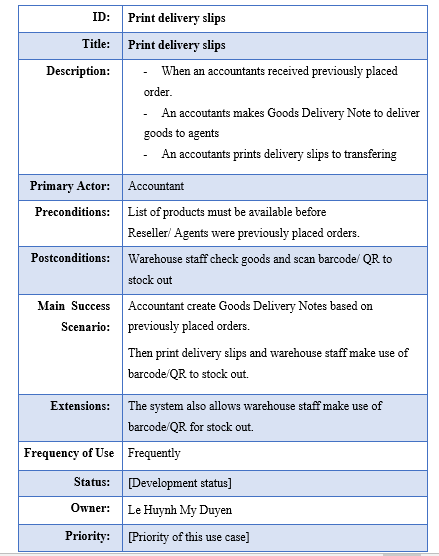 ID: Print delivery slips
Title: Print delivery slips
Description: - When an accountants received previously placed
order.
- An accoutants makes Goods Delivery Note to deliver
goods to agents
- An accoutants prints delivery slips to transfering
Primary Actor: Accountant
Preconditions: List of products must be available before
Reseller/ Agents were previously placed orders.
Postconditions: Warehouse staff check goods and scan barcode/ QR to
stock out
Main Success Accountant create Goods Delivery Notes based on
Scenario: previously placed orders.
Then print delivery slips and warehouse staff make use of
barcode/QR to stock out.
Extensions: The system also allows warehouse staff make use of
barcode/QR for stock out.
Frequency of Use Frequently
Status: [Development status]
Owner: Le Huynh My Duyen
Priority: [Priority of this use case]